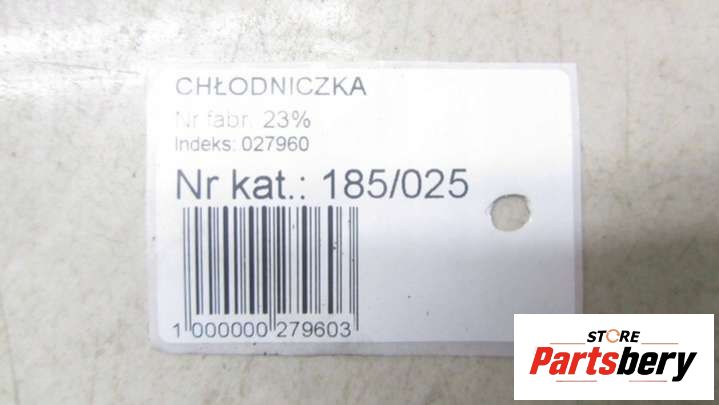 CHŁODNICZKA
Nr fabr. 23%
Indeks: 027960
Nr kat.: 185/025
1 000000 279603
STORE
Partsbery